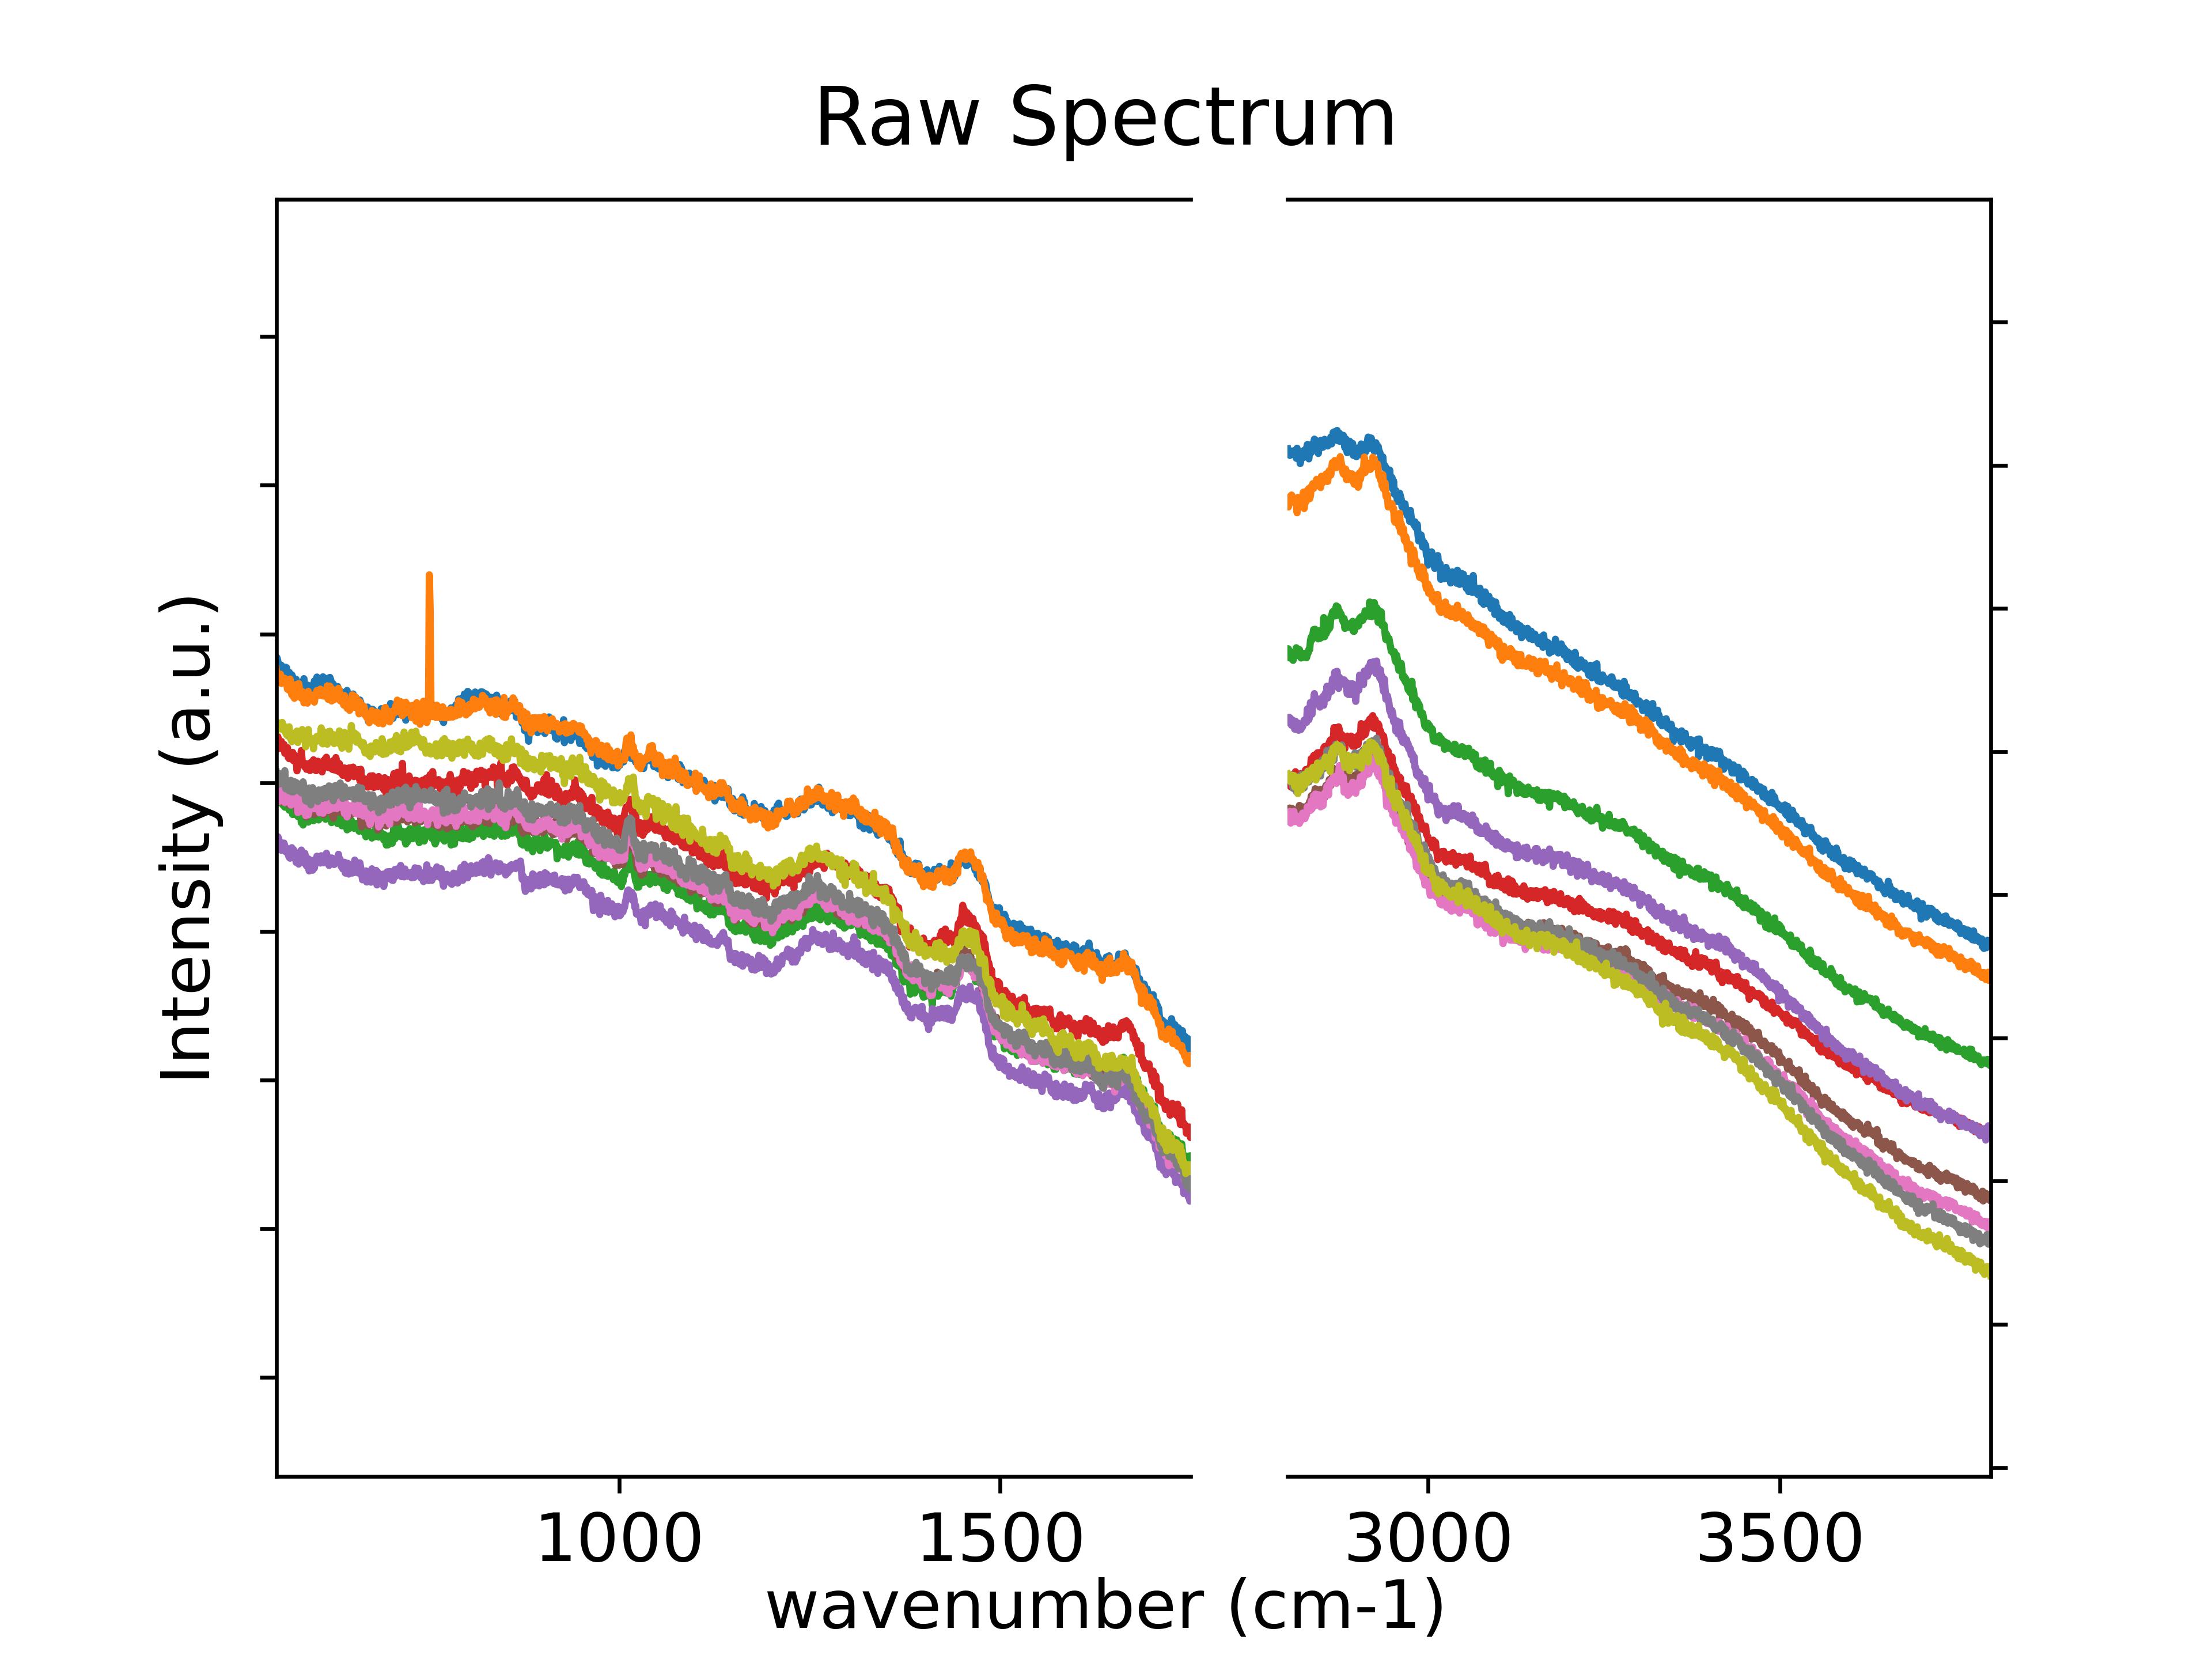 Raw Spectrum
Intensity (a.u.)
1000
1500
3000
3500
wavenumber (cm-1)